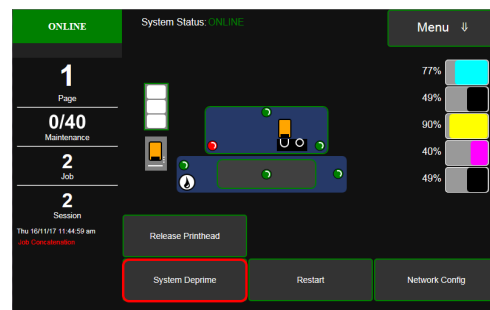 ONLINE
System Status: ONLINE
Menu ⇓
1
Page
0/40
Maintenance
2
Job
2
Session
Thu 16/11/17 11:44:59 am
Job Concatenation
77%
49%
90%
40%
49%
Release Printhead
System Deprime
Restart
Network Config